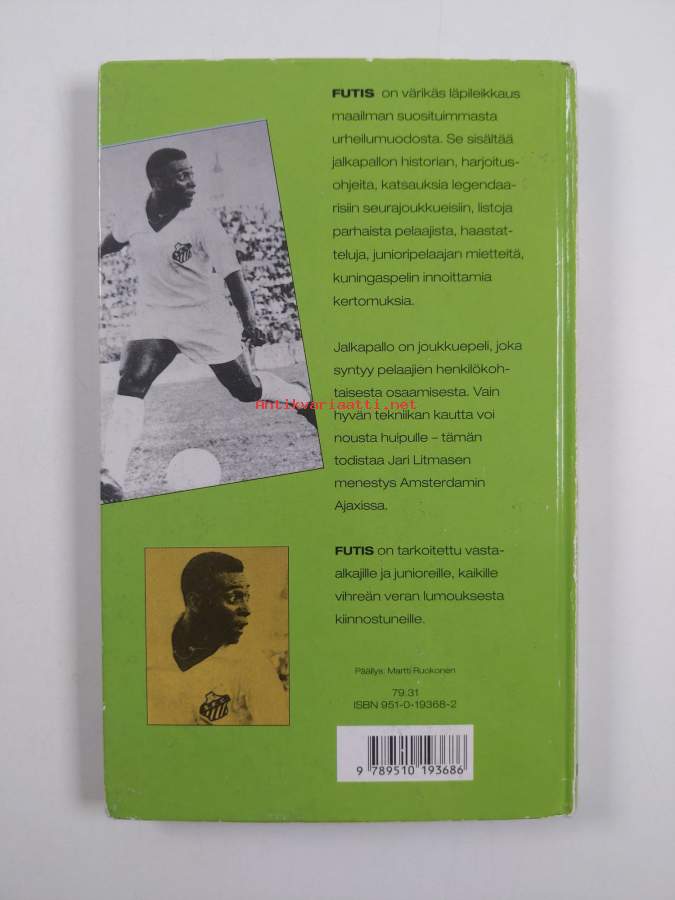 FUTIS on värikäs läpileikkaus
maailman suosituimmasta
urheilumuodosta. Se sisältää
jalkapallon historian, harjoitus-
ohjeita, katsauksia legendaa-
risiin seurajoukkueisiin, listoja
parhaista pelaajista, haastat-
teluja, junioripelaajan mietteitä,
kuningaspelin innoittamia
kertomuksia.
Jalkapallo on joukkuepeli, joka
syntyy pelaajien henkilökoh-
taisesta osaamisesta. Vain
Antikvariaatti.net
hyvän tekniikan kautta voi
nousta huipulle – tämän
todistaa Jari Litmasen
menestys Amsterdamin
Ajaxissa.
FUTIS on tarkoitettu vasta-
alkajille ja junioreille, kaikille
vihreän veran lumouksesta
kiinnostuneille.
Päällys: Martti Ruokonen
79.31
ISBN 951-0-19368-2
9 789510 193686